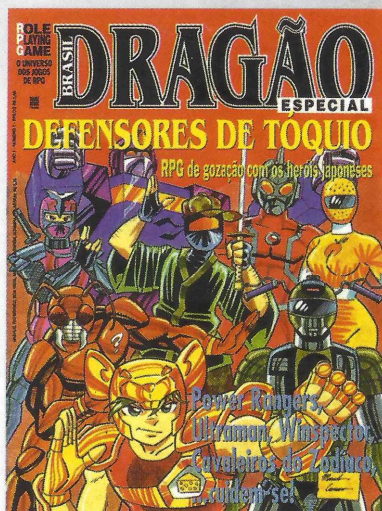 ROLE
PLAYING
GAME
O UNIVERSO
DOS JOGOS
DE RPG
BRASIL
DRAGÃO
ESPECIAL
DEFENSORES DE TÓQUIO
RPG de gozação com os heróis japoneses
Power Rangers,
Ultraman, Winspector,
Cavaleiros do Zodíaco,
...cuidem-se!